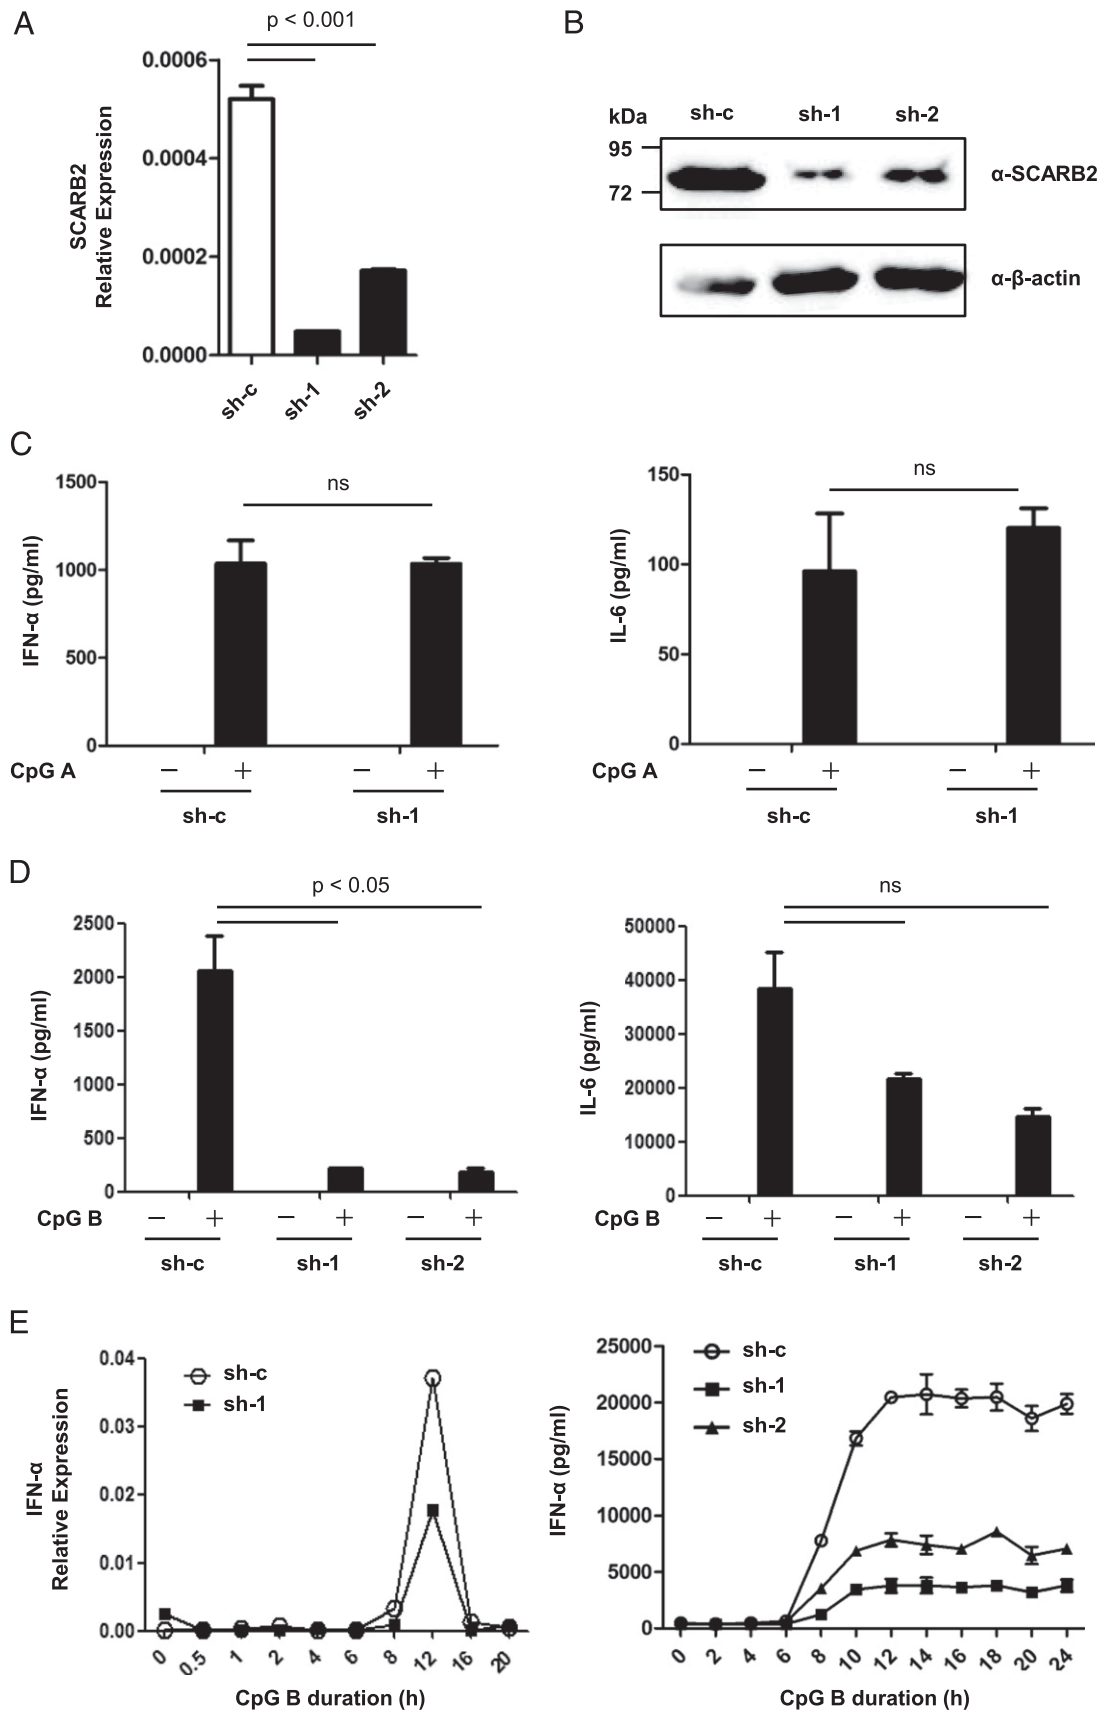 A
p < 0.001
0.0006
0.0004
0.0002
0.0000
SCARB2
Relative Expression
sh-c
sh-1
sh-2
B
kDa
sh-c sh-1 sh-2
95
72
α-SCARB2
α-β-actin
C
ns
1500
1000
500
0
IFN-α (pg/ml)
CpG A − + − +
sh-c sh-1
ns
150
100
50
0
IL-6 (pg/ml)
CpG A − + − +
sh-c sh-1
D
p < 0.05
2500
2000
1500
1000
500
0
IFN-α (pg/ml)
CpG B − + − + − +
sh-c sh-1 sh-2
ns
50000
40000
30000
20000
10000
0
IL-6 (pg/ml)
CpG B − + − + − +
sh-c sh-1 sh-2
E
0.04
0.03
0.02
0.01
0.00
IFN-α
Relative Expression
sh-c
sh-1
0 0.5 1 2 4 6 8 12 16 20
CpG B duration (h)
25000
20000
15000
10000
5000
0
IFN-α (pg/ml)
sh-c
sh-1
sh-2
0 2 4 6 8 10 12 14 16 18 20 24
CpG B duration (h)